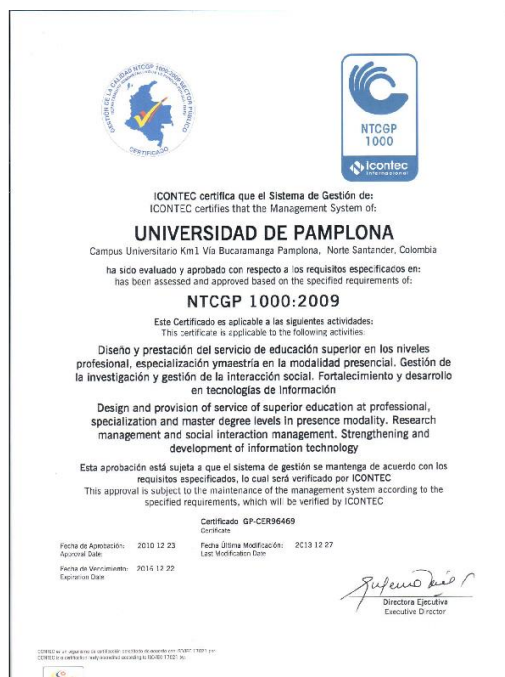 GESTIÓN DE LA CALIDAD NTCGP 1000:2009 SECTOR PÚBLICO
CERTIFICADO
NTCGP
1000
icontec
internacional
ICONTEC certifica que el Sistema de Gestión de:
ICONTEC certifies that the Management System of:
UNIVERSIDAD DE PAMPLONA
Campus Universitario Km1 Vía Bucaramanga Pamplona, Norte Santander, Colombia
ha sido evaluado y aprobado con respecto a los requisitos especificados en:
has been assessed and approved based on the specified requirements of:
NTCGP 1000:2009
Este Certificado es aplicable a las siguientes actividades:
This certificate is applicable to the following activities:
Diseño y prestación del servicio de educación superior en los niveles
profesional, especialización ymaestría en la modalidad presencial. Gestión de
la investigación y gestión de la interacción social. Fortalecimiento y desarrollo
en tecnologías de información
Design and provision of service of superior education at professional,
specialization and master degree levels in presence modality. Research
management and social interaction management. Strengthening and
development of information technology
Esta aprobación está sujeta a que el sistema de gestión se mantenga de acuerdo con los
requisitos especificados, lo cual será verificado por ICONTEC
This approval is subject to the maintenance of the management system according to the
specified requirements, which will be verified by ICONTEC
Certificado GP-CER96469
Certificate
Fecha de Aprobación: 2010 12 23 Fecha Última Modificación: 2013 12 27
Approval Date: Last Modification Date
Fecha de Vencimiento: 2016 12 22
Expiration Date
Directora Ejecutiva
Executive Director